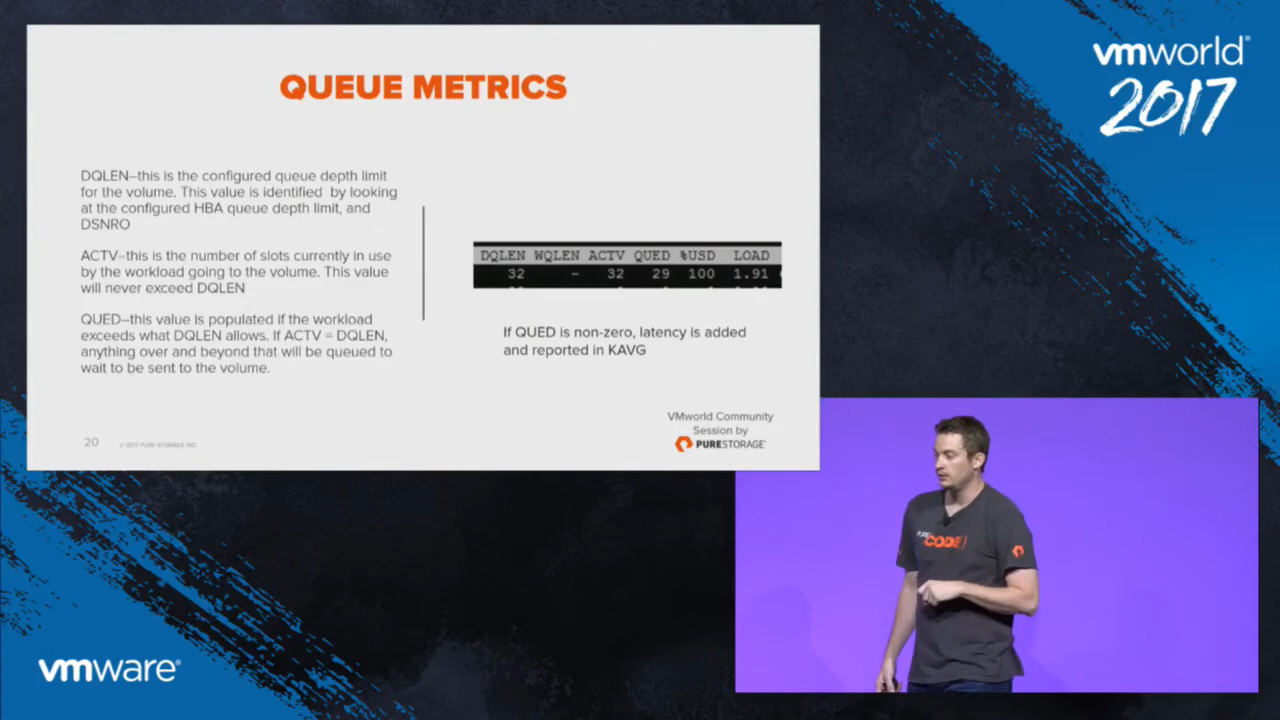 QUEUE METRICS
DQLEN–this is the configured queue depth limit
for the volume. This value is identified by looking
at the configured HBA queue depth limit, and
DSNRO
ACTV–this is the number of slots currently in use
by the workload going to the volume. This value
will never exceed DQLEN
QUED–this value is populated if the workload
exceeds what DQLEN allows. If ACTV = DQLEN,
anything over and beyond that will be queued to
wait to be sent to the volume.
DQLEN WQLEN ACTV QUED %USD LOAD
32 - 32 29 100 1.91
If QUED is non-zero, latency is added
and reported in KAVG
VMworld Community
Session by
PURESTORAGE®
20 © 2017 PURE STORAGE INC.
vmworld®
2017
CODE
vmware®